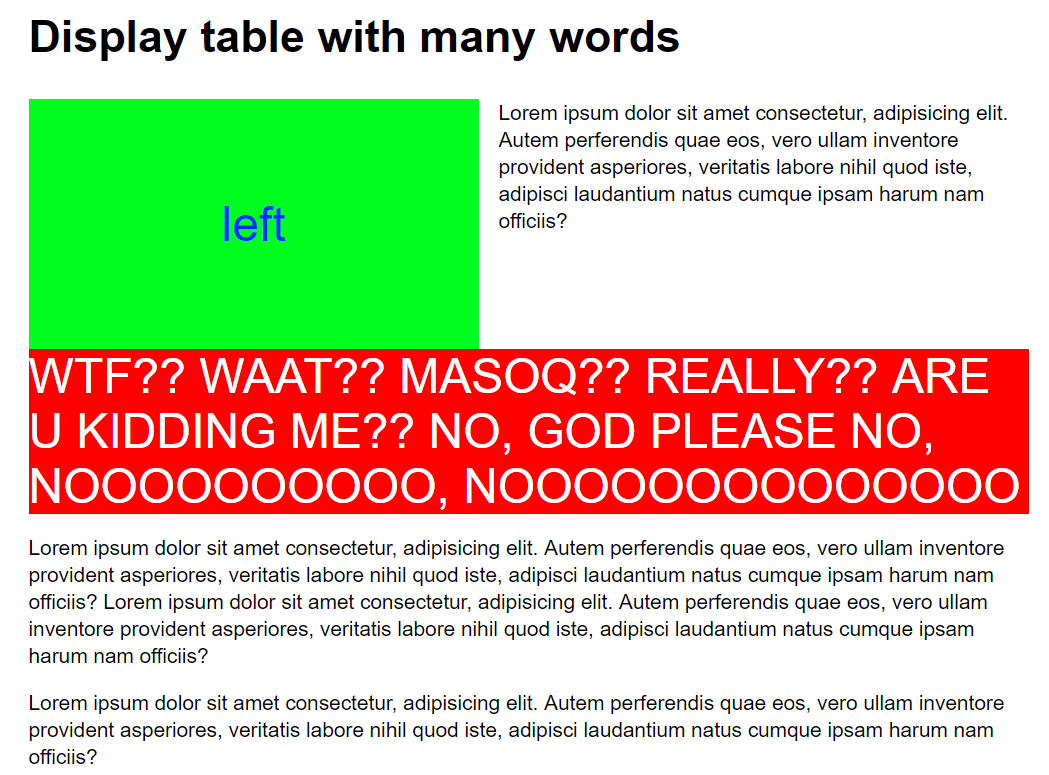 Display table with many words
Lorem ipsum dolor sit amet consectetur, adipisicing elit.
Autem perferendis quae eos, vero ullam inventore
provident asperiores, veritatis labore nihil quod iste,
adipisci laudantium natus cumque ipsam harum nam
officiis?
left
WTF?? WAAT?? MASOQ?? REALLY?? ARE
U KIDDING ME?? NO, GOD PLEASE NO,
NOOOOOOOOOO, NOOOOOOOOOOOOOO
Lorem ipsum dolor sit amet consectetur, adipisicing elit. Autem perferendis quae eos, vero ullam inventore
provident asperiores, veritatis labore nihil quod iste, adipisci laudantium natus cumque ipsam harum nam
officiis? Lorem ipsum dolor sit amet consectetur, adipisicing elit. Autem perferendis quae eos, vero ullam
inventore provident asperiores, veritatis labore nihil quod iste, adipisci laudantium natus cumque ipsam
harum nam officiis?
Lorem ipsum dolor sit amet consectetur, adipisicing elit. Autem perferendis quae eos, vero ullam inventore
provident asperiores, veritatis labore nihil quod iste, adipisci laudantium natus cumque ipsam harum nam
officiis?